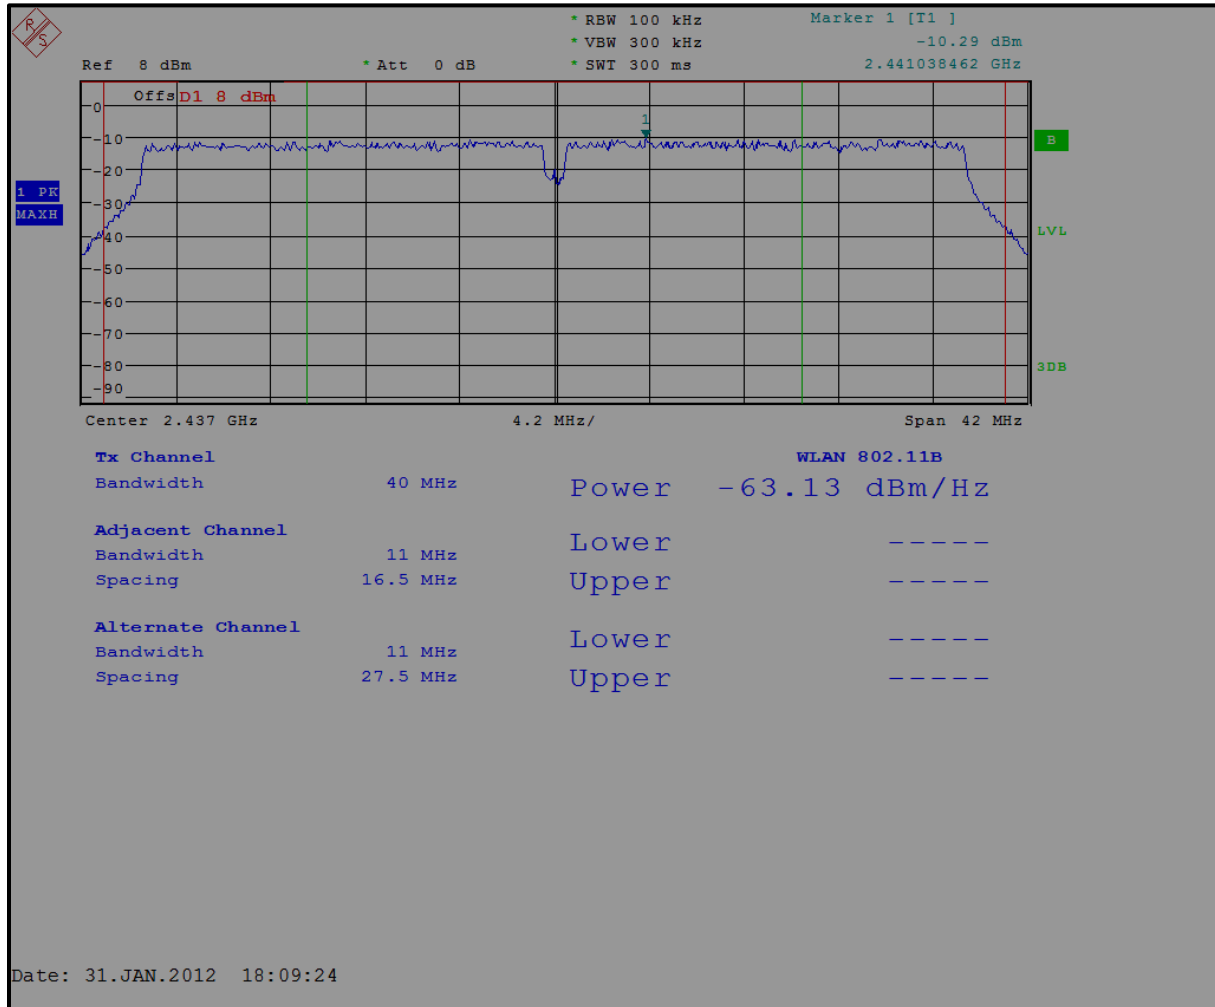 R/S
* RBW 100 kHz Marker 1 [T1 ]
* VBW 300 kHz -10.29 dBm
Ref 8 dBm * Att 0 dB * SWT 300 ms 2.441038462 GHz
Offs D1 8 dBm
0
1
-10
B
-20
1 PK
-30
MAXH
-40
LVL
-50
-60
-70
-80
3DB
-90
Center 2.437 GHz 4.2 MHz/ Span 42 MHz
Tx Channel WLAN 802.11B
Bandwidth 40 MHz Power -63.13 dBm/Hz
Adjacent Channel
Lower -----
Bandwidth 11 MHz
Spacing 16.5 MHz Upper -----
Alternate Channel
Lower -----
Bandwidth 11 MHz
Spacing 27.5 MHz Upper -----
Date: 31.JAN.2012 18:09:24